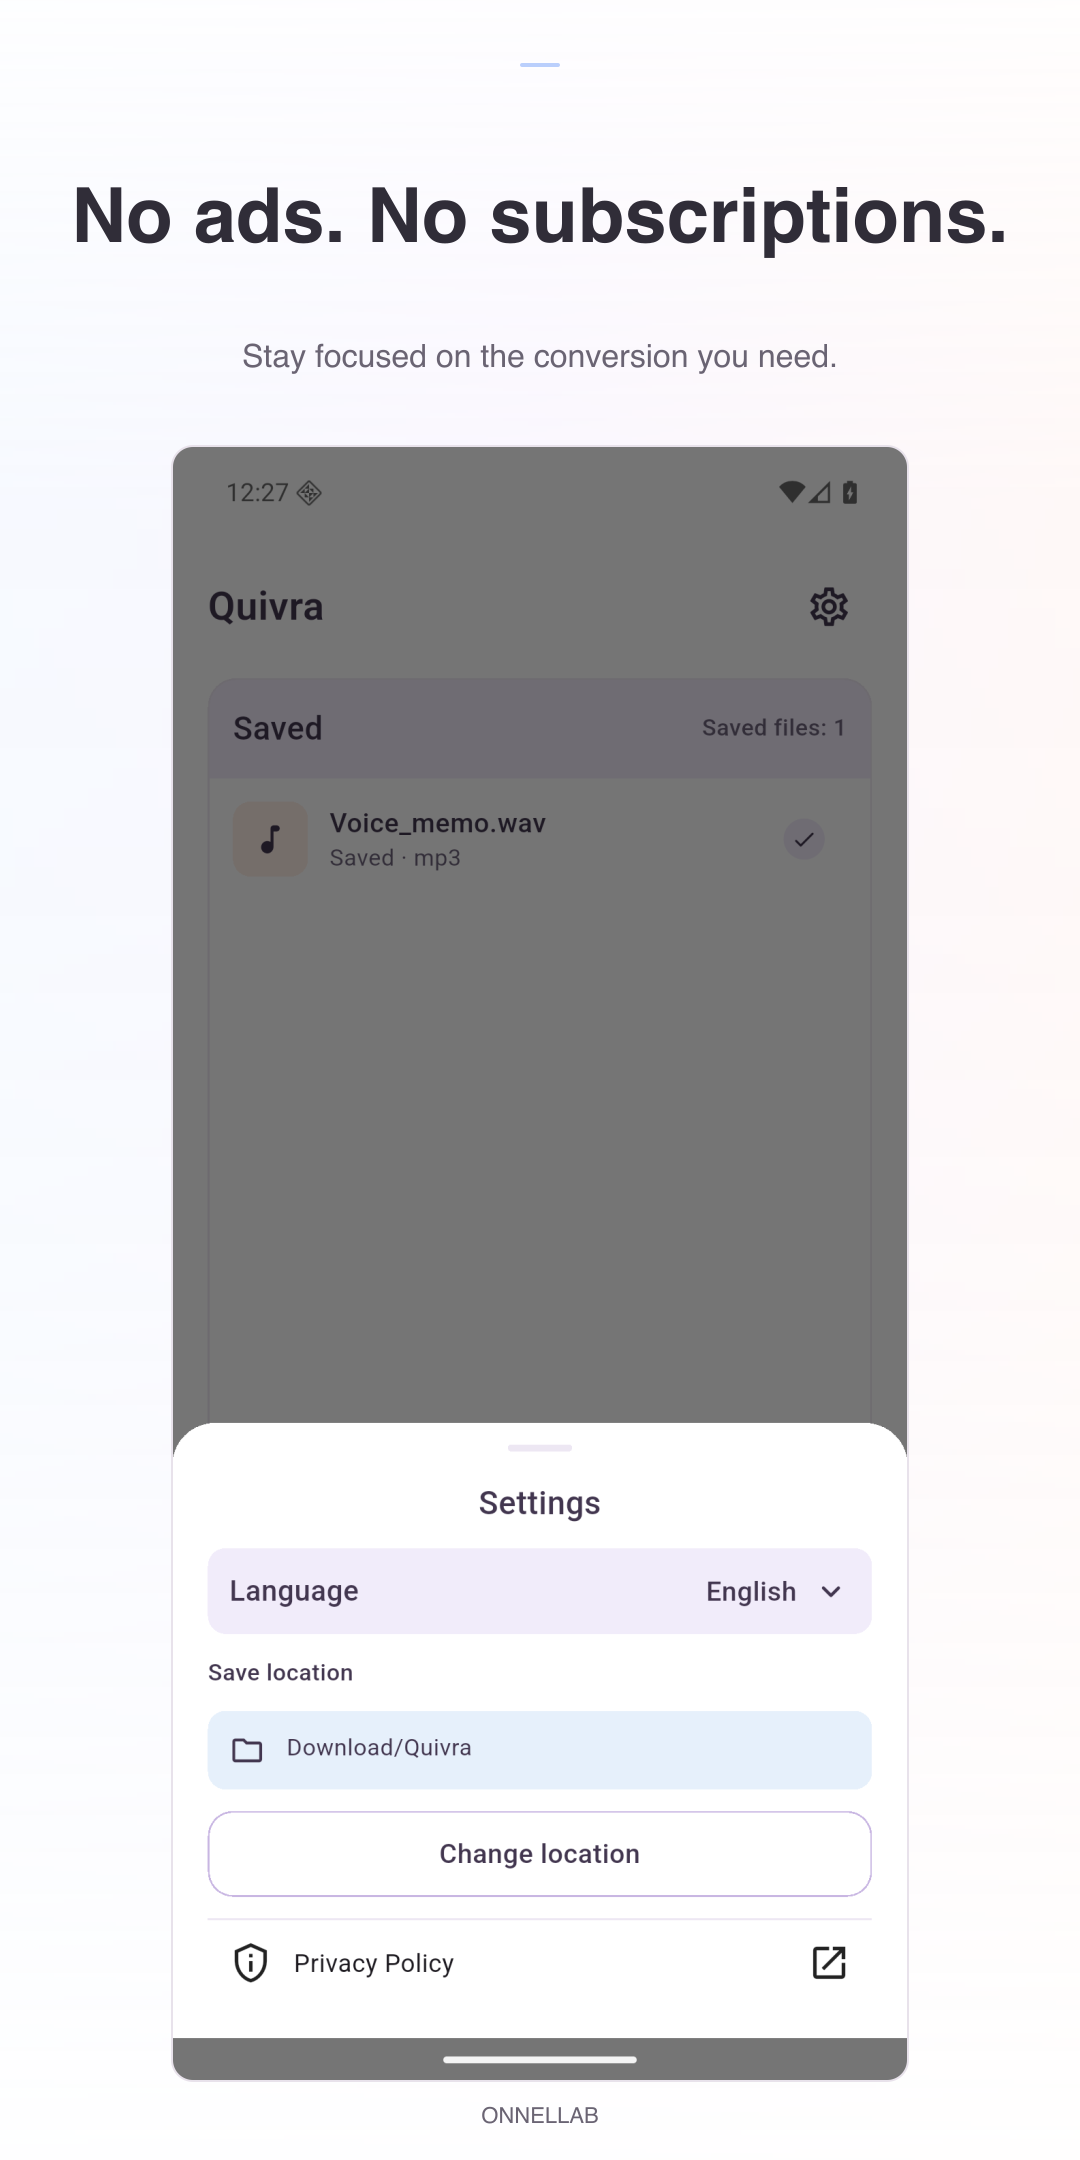 No ads. No subscriptions.
Stay focused on the conversion you need.
12:27
Quivra
Saved
Saved files: 1
Voice_memo.wav
Saved · mp3
Settings
Language
English
Save location
Download/Quivra
Change location
Privacy Policy
ONNELLAB